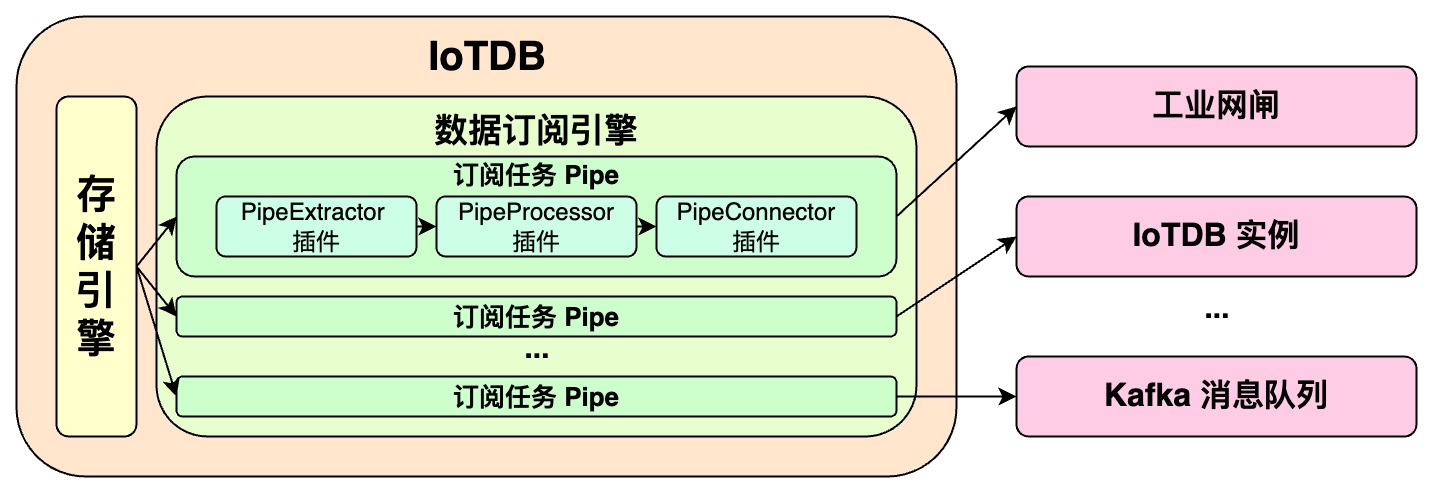 IoTDB
存
储
引
擎
数据订阅引擎
订阅任务 Pipe
PipeExtractor
插件
PipeProcessor
插件
PipeConnector
插件
订阅任务 Pipe
...
订阅任务 Pipe
工业网闸
IoTDB 实例
...
Kafka 消息队列